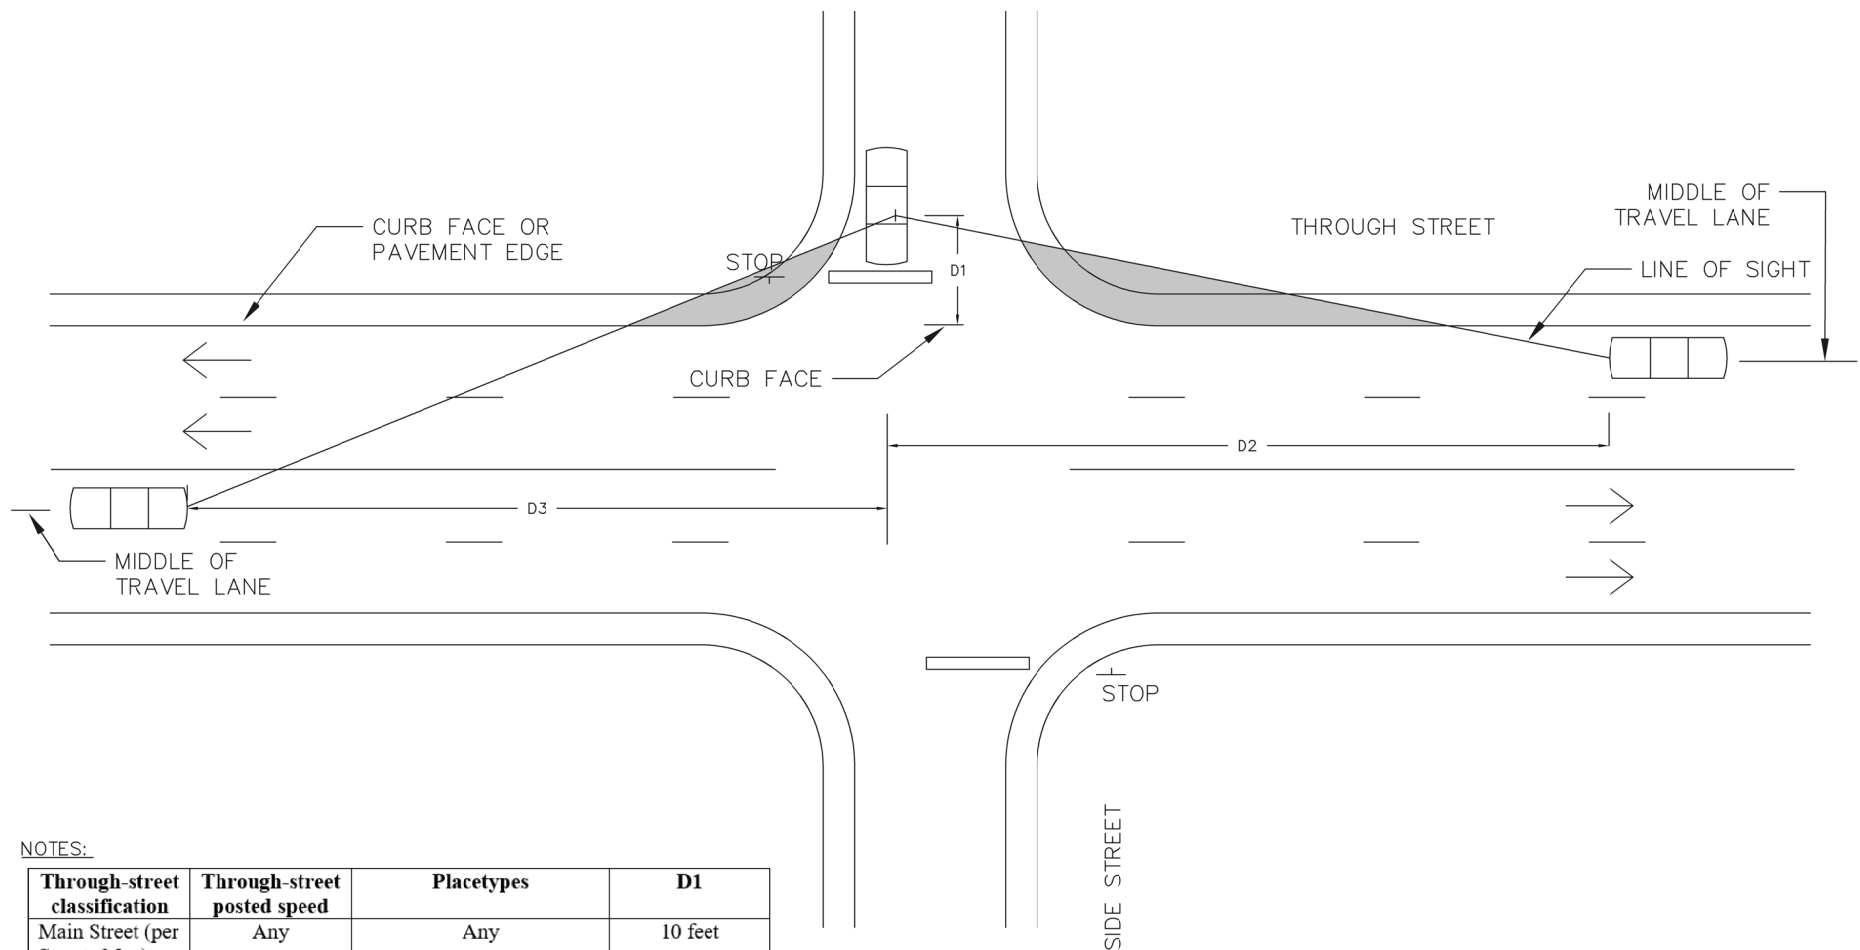 MIDDLE OF
TRAVEL LANE
CURB FACE OR
PAVEMENT EDGE
THROUGH STREET
STOP
D1
LINE OF SIGHT
CURB FACE
D2
D3
MIDDLE OF
TRAVEL LANE
STOP
SIDE STREET
NOTES:
Through-street classification
Through-street posted speed
Placetypes
D1
Main Street (per
Any
Any
10 feet